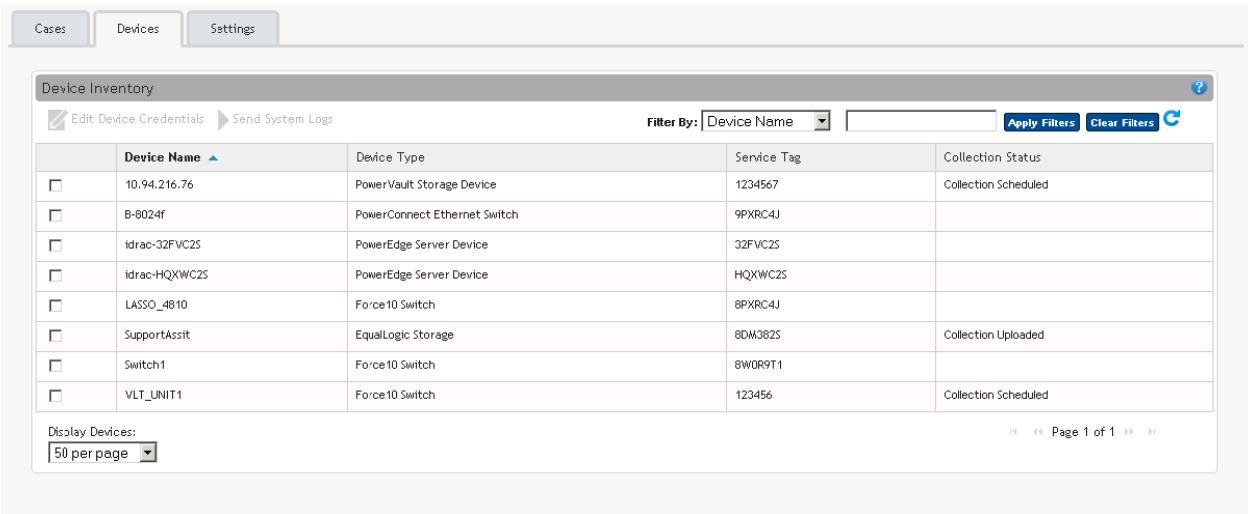 Cases Devices Settings
Device Inventory ?
Edit Device Credentials Send System Logs Filter By: Device Name Apply Filters Clear Filters
Device Name Device Type Service Tag Collection Status
10.94.216.76 PowerVault Storage Device 1234567 Collection Scheduled
B-8024f PowerConnect Ethernet Switch 9PXRC4J
idrac-32FVC2S PowerEdge Server Device 32FVC2S
idrac-HQXWC2S PowerEdge Server Device HQXWC2S
LASSO_4810 Force10 Switch 8PXRC4J
SupportAssit EqualLogic Storage 8DM382S Collection Uploaded
Switch1 Force10 Switch 8W0R9T1
VLT_UNIT1 Force10 Switch 123456 Collection Scheduled
Display Devices: Page 1 of 1
50 per page